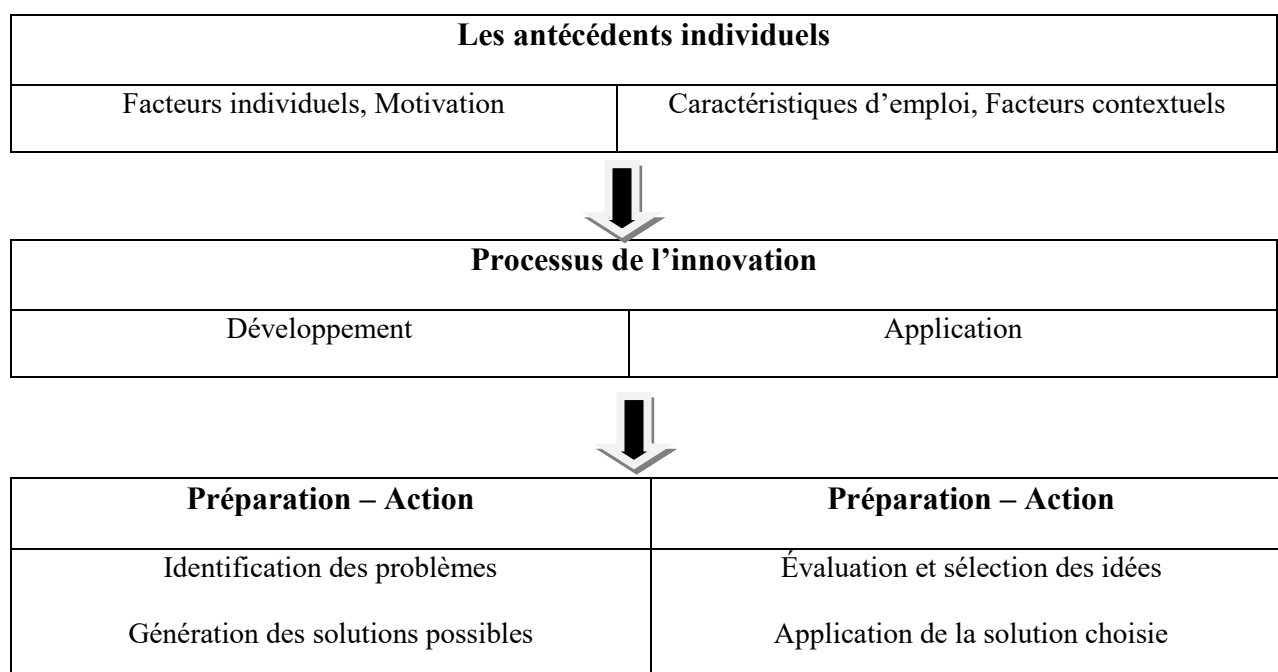 Les antécédents individuels
Facteurs individuels, Motivation
Caractéristiques d’emploi, Facteurs contextuels
Processus de l’innovation
Développement
Application
Préparation – Action
Préparation – Action
Identification des problèmes
Évaluation et sélection des idées
Génération des solutions possibles
Application de la solution choisie